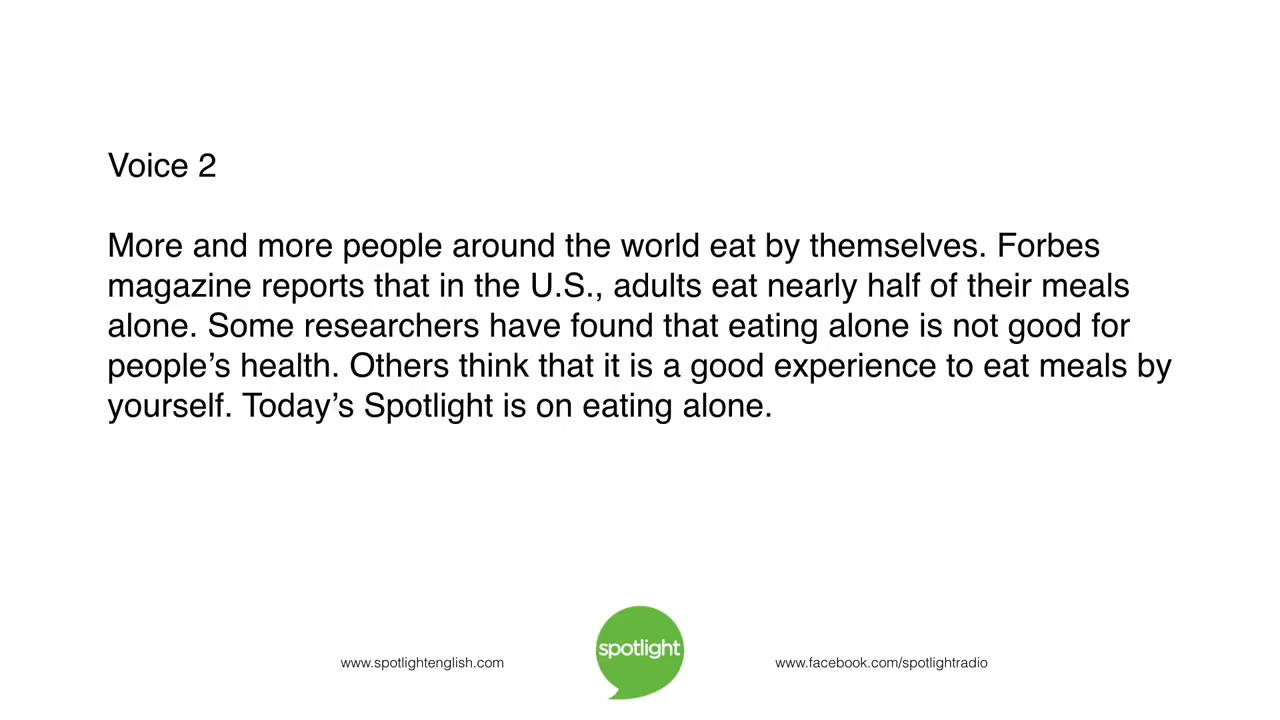 Voice 2
More and more people around the world eat by themselves. Forbes
magazine reports that in the U.S., adults eat nearly half of their meals
alone. Some researchers have found that eating alone is not good for
people’s health. Others think that it is a good experience to eat meals by
yourself. Today’s Spotlight is on eating alone.
www.spotlightenglish.com
spotlight
www.facebook.com/spotlightradio